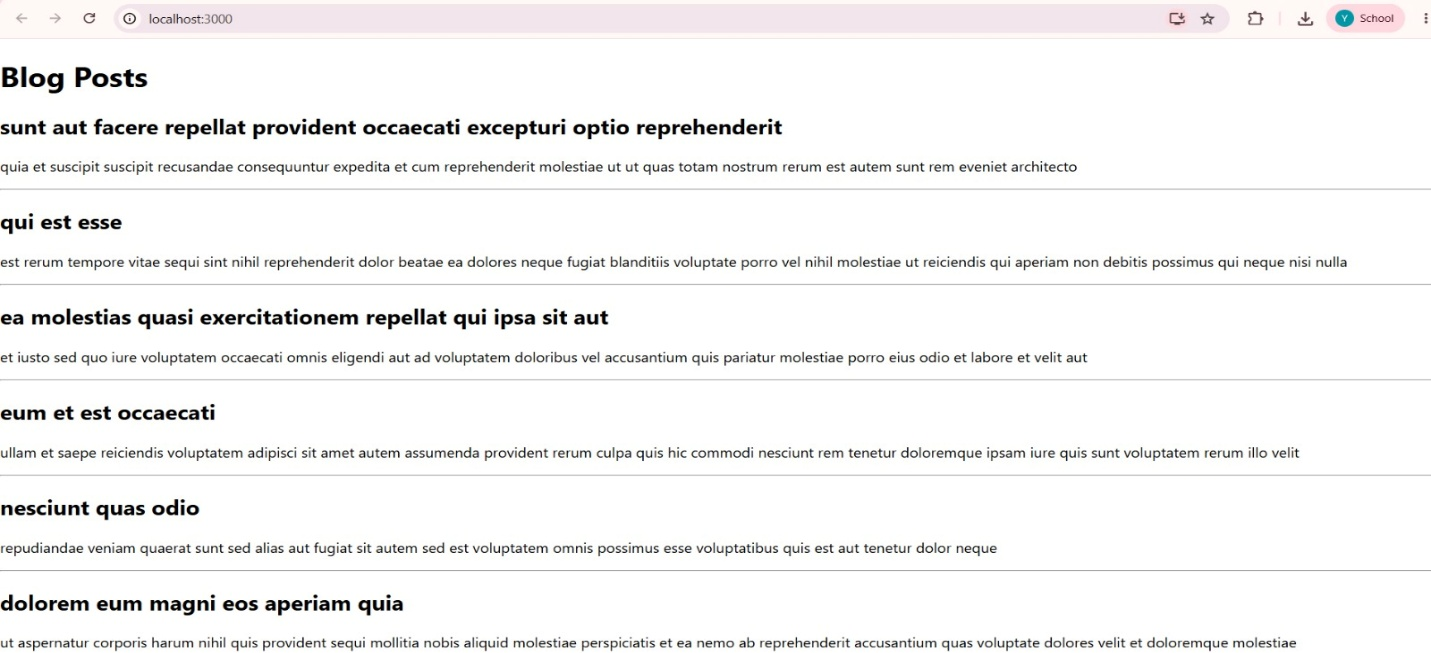 localhost:3000
Y School
Blog Posts
sunt aut facere repellat provident occaecati excepturi optio reprehenderit
quia et suscipit suscipit recusandae consequuntur expedita et cum reprehenderit molestiae ut ut quas totam nostrum rerum est autem sunt rem eveniet architecto
qui est esse
est rerum tempore vitae sequi sint nihil reprehenderit dolor beatae ea dolores neque fugiat blanditiis voluptate porro vel nihil molestiae ut reiciendis qui aperiam non debitis possimus qui neque nisi nulla
ea molestias quasi exercitationem repellat qui ipsa sit aut
et iusto sed quo iure voluptatem occaecati omnis eligendi aut ad voluptatem doloribus vel accusantium quis pariatur molestiae porro eius odio et labore et velit aut
eum et est occaecati
ullam et saepe reiciendis voluptatem adipisci sit amet autem assumenda provident rerum culpa quis hic commodi nesciunt rem tenetur doloremque ipsam iure quis sunt voluptatem rerum illo velit
nesciunt quas odio
repudiandae veniam quaerat sunt sed alias aut fugiat sit autem sed est voluptatem omnis possimus esse voluptatibus quis est aut tenetur dolor neque
dolorem eum magni eos aperiam quia
ut aspernatur corporis harum nihil quis provident sequi mollitia nobis aliquid molestiae perspiciatis et ea nemo ab reprehenderit accusantium quas voluptate dolores velit et doloremque molestiae